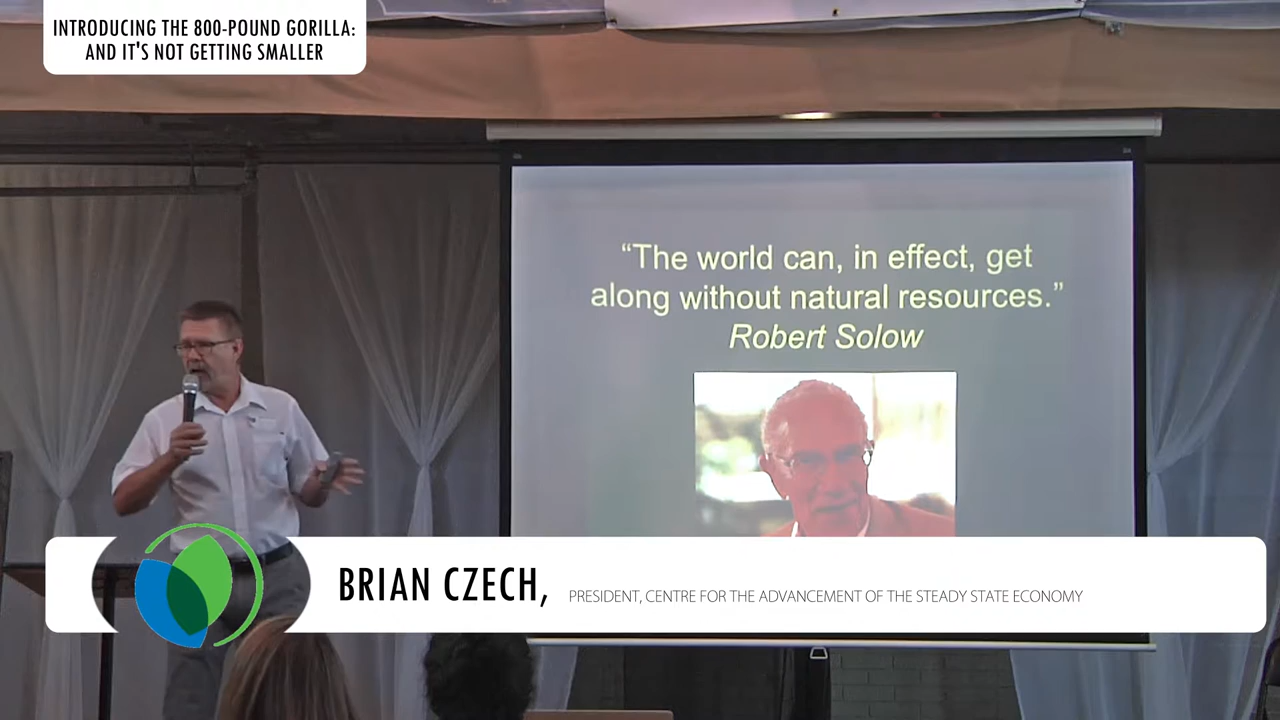 INTRODUCING THE 800-POUND GORILLA:
AND IT'S NOT GETTING SMALLER
“The world can, in effect, get
along without natural resources.”
Robert Solow
BRIAN CZECH, PRESIDENT, CENTRE FOR THE ADVANCEMENT OF THE STEADY STATE ECONOMY